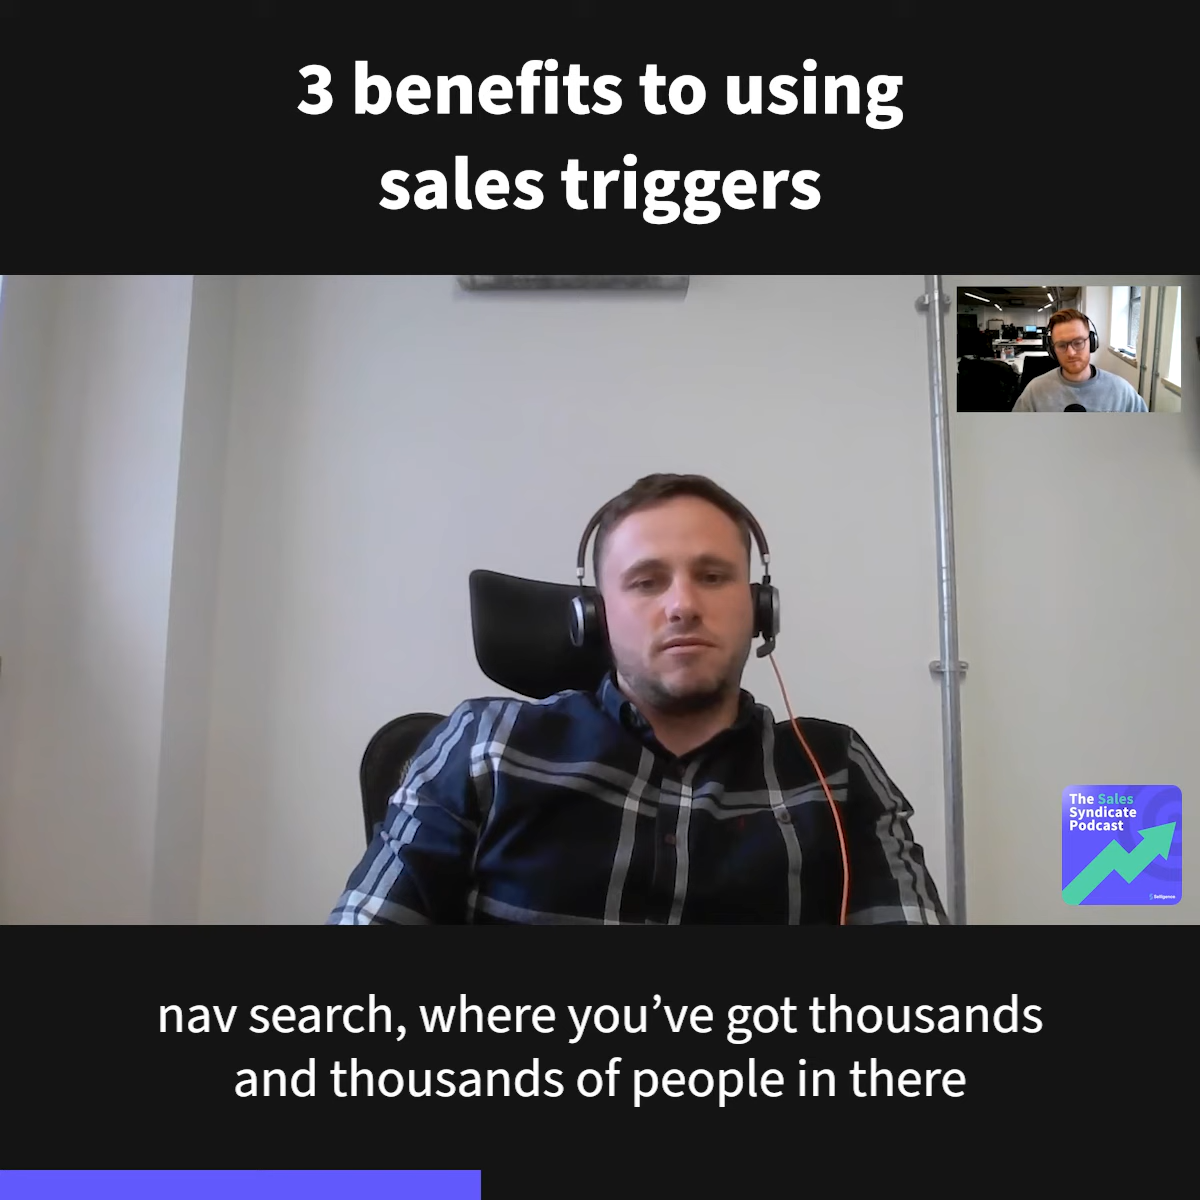 3 benefits to using
sales triggers
The Sales
Syndicate
Podcast
Selligence
nav search, where you’ve got thousands
and thousands of people in there